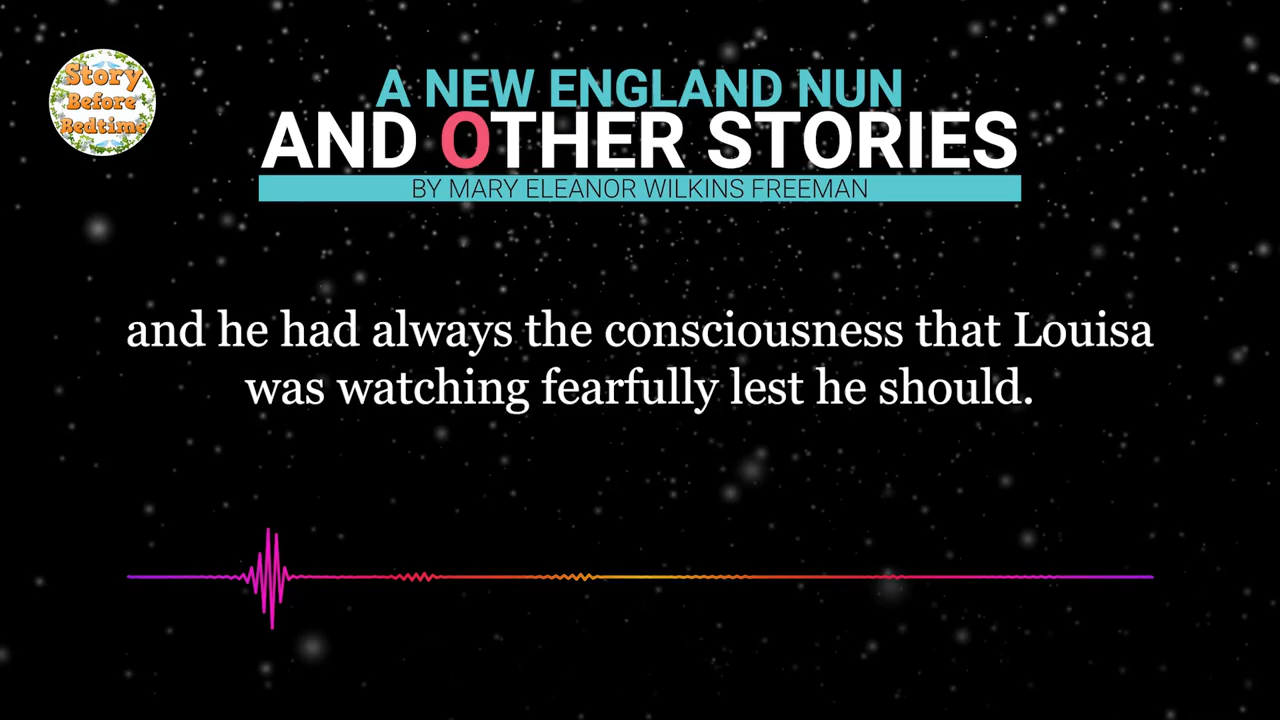 Story
Before
Bedtime
A NEW ENGLAND NUN
AND OTHER STORIES
BY MARY ELEANOR WILKINS FREEMAN
and he had always the consciousness that Louisa
was watching fearfully lest he should.